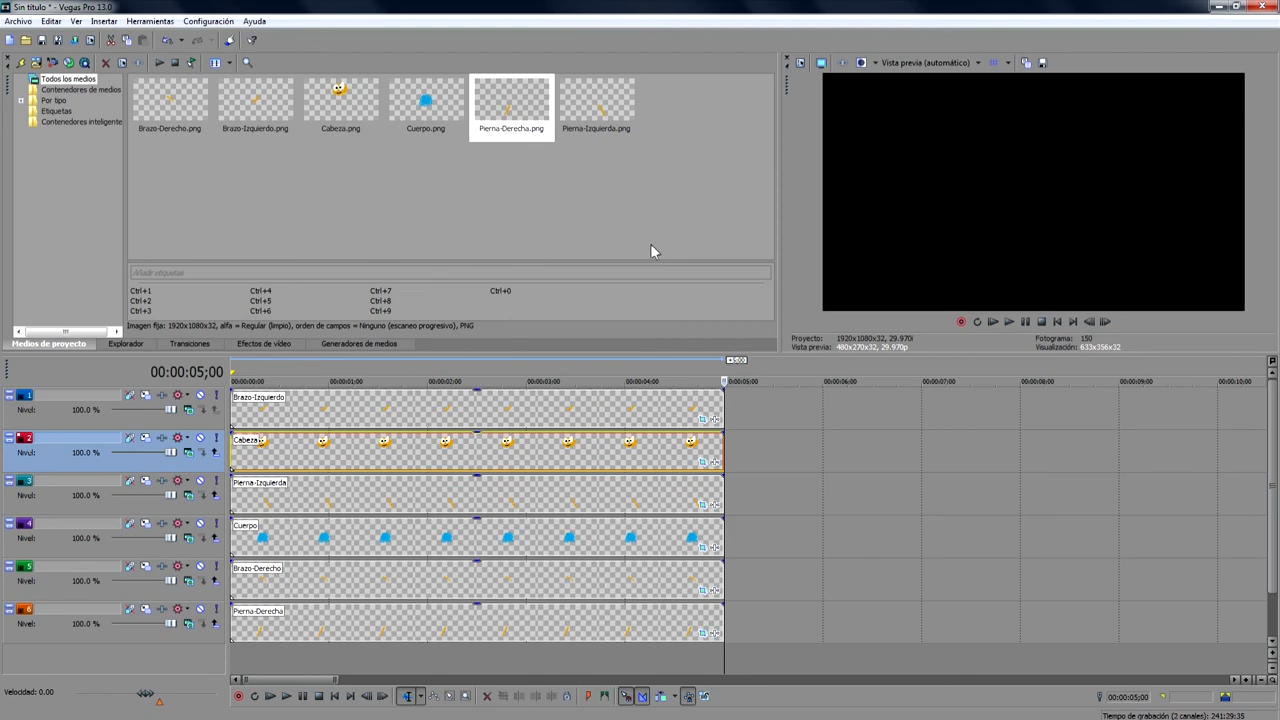 Sin título * - Vegas Pro 13.0
Archivo Editar Ver Insertar Herramientas Configuración Ayuda
Todos los medios
Contenedores de medios
Por tipo
Etiquetas
Contenedores inteligente
Brazo-Derecho.png Brazo-Izquierdo.png Cabeza.png Cuerpo.png Pierna-Derecha.png Pierna-Izquierda.png
Vista previa (automático)
Añadir etiquetas
Ctrl+1 Ctrl+4 Ctrl+7 Ctrl+0
Ctrl+2 Ctrl+5 Ctrl+8
Ctrl+3 Ctrl+6 Ctrl+9
Imagen fija: 1920x1080x32, alfa = Regular (limpio), orden de campos = Ninguno (escaneo progresivo), PNG
Medios de proyecto Explorador Transiciones Efectos de vídeo Generadores de medios
Proyecto: 1920x1080x32, 29.970i Fotograma: 150
Vista previa: 480x270x32, 29.970p Visualización: 633x356x32
+5:00
00:00:05;00
00:00:00;00 00:00:01;00 00:00:02;00 00:00:03;00 00:00:04;00 00:00:05;00 00:00:06;00 00:00:07;00 00:00:08;00 00:00:09;00 00:00:10;00
1
Brazo-Izquierdo
Nivel: 100.0 %
2
Cabeza
Nivel: 100.0 %
3
Pierna-Izquierda
Nivel: 100.0 %
4
Cuerpo
Nivel: 100.0 %
5
Brazo-Derecho
Nivel: 100.0 %
6
Pierna-Derecha
Nivel: 100.0 %
Velocidad: 0.00
00:00:05;00
Tiempo de grabación (2 canales): 241:29:35